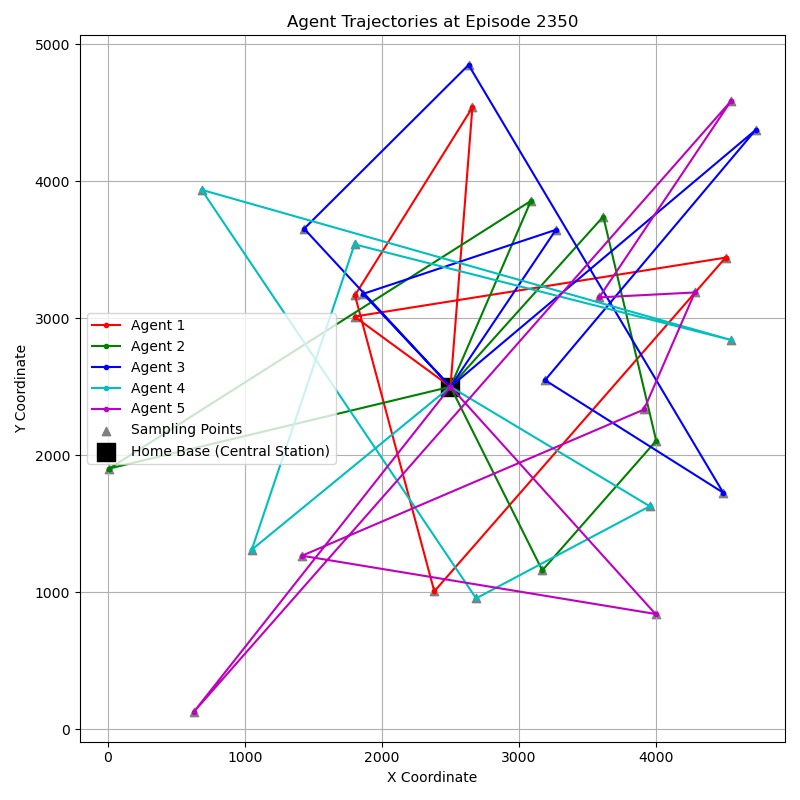 Agent Trajectories at Episode 2350
5000
4000
3000
2000
1000
0
Y Coordinate
Agent 1
Agent 2
Agent 3
Agent 4
Agent 5
Sampling Points
Home Base (Central Station)
0 1000 2000 3000 4000
X Coordinate